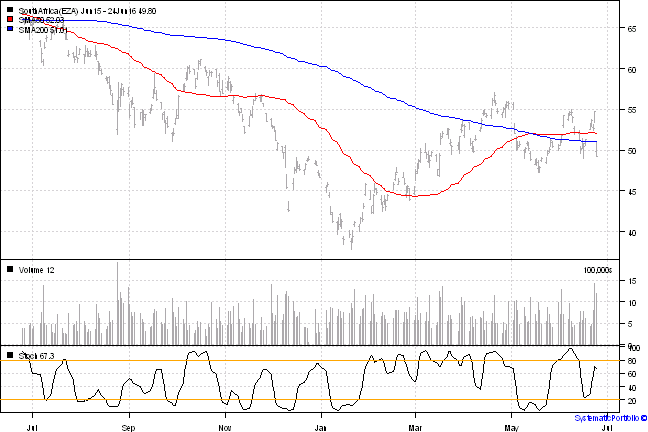 SouthAfrica(EZA) Jun15 - 24Jun16 49.80
SMA50 52.03
SMA200 51.01
65
60
55
50
45
40
Volume 12
100,000s
15
10
5
0
Stoch 67.3
100
80
60
40
20
Jul Sep Nov Jan Mar May Jul
SystematicPortfolio ©